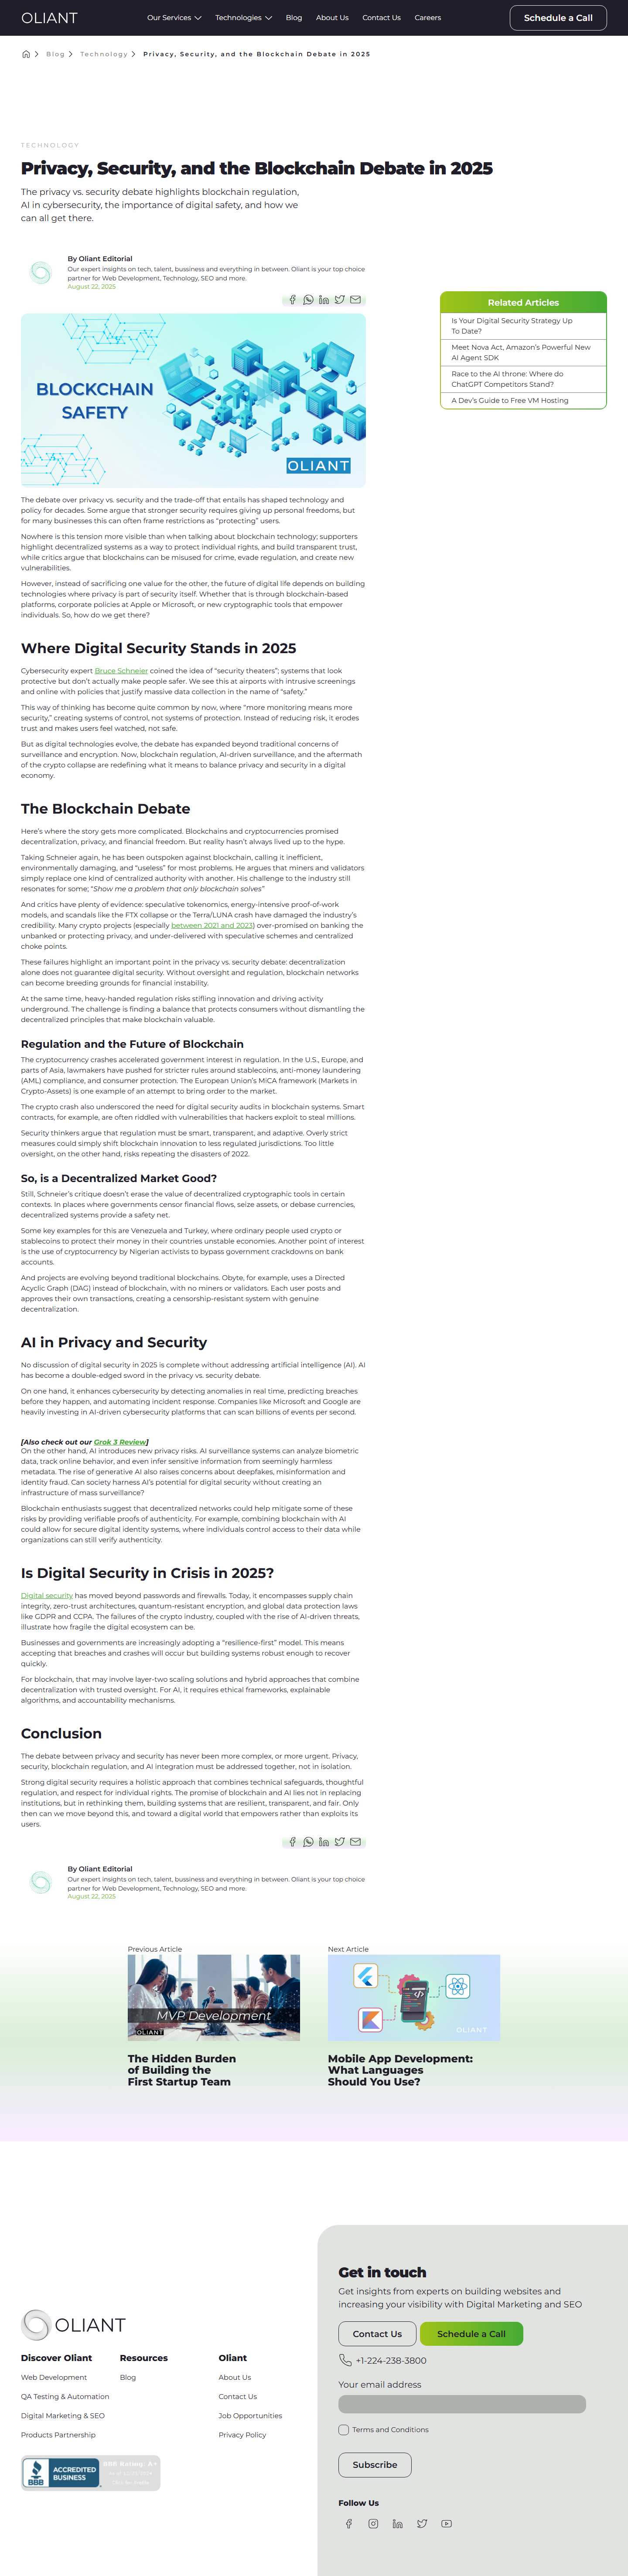 OLIANT
Our Services
Technologies
Blog
About Us
Contact Us
Careers
Schedule a Call
Blog
Technology
Privacy, Security, and the Blockchain Debate in 2025
TECHNOLOGY
Privacy, Security, and the Blockchain Debate in 2025
The privacy vs. security debate highlights blockchain regulation,
AI in cybersecurity, the importance of digital safety, and how we
can all get there.
By Oliant Editorial
Our expert insights on tech, talent, bussiness and everything in between. Oliant is your top choice
partner for Web Development, Technology, SEO and more.
August 22, 2025
Related Articles
Is Your Digital Security Strategy Up
To Date?
Meet Nova Act, Amazon's Powerful New
AI Agent SDK
Race to the AI throne: Where do
ChatGPT Competitors Stand?
A Dev's Guide to Free VM Hosting
BLOCKCHAIN
SAFETY
OLIANT
The debate over privacy vs. security and the trade-off that entails has shaped technology and
policy for decades. Some argue that stronger security requires giving up personal freedoms, but
for many businesses this can often frame restrictions as “protecting” users.
Nowhere is this tension more visible than when talking about blockchain technology; supporters
highlight decentralized systems as a way to protect individual rights, and build transparent trust,
while critics argue that blockchains can be misused for crime, evade regulation, and create new
vulnerabilities.
However, instead of sacrificing one value for the other, the future of digital life depends on building
technologies where privacy is part of security itself. Whether that is through blockchain-based
platforms, corporate policies at Apple or Microsoft, or new cryptographic tools that empower
individuals. So, how do we get there?
Where Digital Security Stands in 2025
Cybersecurity expert Bruce Schneier coined the idea of “security theaters”; systems that look
protective but don't actually make people safer. We see this at airports with intrusive screenings
and online with policies that justify massive data collection in the name of “safety.”
This way of thinking has become quite common by now, where “more monitoring means more
security,” creating systems of control, not systems of protection. Instead of reducing risk, it erodes
trust and makes users feel watched, not safe.
But as digital technologies evolve, the debate has expanded beyond traditional concerns of
surveillance and encryption. Now, blockchain regulation, AI-driven surveillance, and the aftermath
of the crypto collapse are redefining what it means to balance privacy and security in a digital
economy.
The Blockchain Debate
Here's where the story gets more complicated. Blockchains and cryptocurrencies promised
decentralization, privacy, and financial freedom. But reality hasn't always lived up to the hype.
Taking Schneier again, he has been outspoken against blockchain, calling it inefficient,
environmentally damaging, and “useless” for most problems. He argues that miners and validators
simply replace one kind of centralized authority with another. His challenge to the industry still
resonates for some; “Show me a problem that only blockchain solves”
And critics have plenty of evidence: speculative tokenomics, energy-intensive proof-of-work
models, and scandals like the FTX collapse or the Terra/LUNA crash have damaged the industry's
credibility. Many crypto projects (especially between 2021 and 2023) over-promised on banking the
unbanked or protecting privacy, and under-delivered with speculative schemes and centralized
choke points.
These failures highlight an important point in the privacy vs. security debate: decentralization
alone does not guarantee digital security. Without oversight and regulation, blockchain networks
can become breeding grounds for financial instability.
At the same time, heavy-handed regulation risks stifling innovation and driving activity
underground. The challenge is finding a balance that protects consumers without dismantling the
decentralized principles that make blockchain valuable.
Regulation and the Future of Blockchain
The cryptocurrency crashes accelerated government interest in regulation. In the U.S., Europe, and
parts of Asia, lawmakers have pushed for stricter rules around stablecoins, anti-money laundering
(AML) compliance, and consumer protection. The European Union's MiCA framework (Markets in
Crypto-Assets) is one example of an attempt to bring order to the market.
The crypto crash also underscored the need for digital security audits in blockchain systems. Smart
contracts, for example, are often riddled with vulnerabilities that hackers exploit to steal millions.
Security thinkers argue that regulation must be smart, transparent, and adaptive. Overly strict
measures could simply shift blockchain innovation to less regulated jurisdictions. Too little
oversight, on the other hand, risks repeating the disasters of 2022.
So, is a Decentralized Market Good?
Still, Schneier's critique doesn't erase the value of decentralized cryptographic tools in certain
contexts. In places where governments censor financial flows, seize assets, or debase currencies,
decentralized systems provide a safety net.
Some key examples for this are Venezuela and Turkey, where ordinary people used crypto or
stablecoins to protect their money in their countries unstable economies. Another point of interest
is the use of cryptocurrency by Nigerian activists to bypass government crackdowns on bank
accounts.
And projects are evolving beyond traditional blockchains. Obyte, for example, uses a Directed
Acyclic Graph (DAG) instead of blockchain, with no miners or validators. Each user posts and
approves their own transactions, creating a censorship-resistant system with genuine
decentralization.
AI in Privacy and Security
No discussion of digital security in 2025 is complete without addressing artificial intelligence (AI). AI
has become a double-edged sword in the privacy vs. security debate.
On one hand, it enhances cybersecurity by detecting anomalies in real time, predicting breaches
before they happen, and automating incident response. Companies like Microsoft and Google are
heavily investing in AI-driven cybersecurity platforms that can scan billions of events per second.
[Also check out our Grok 3 Review]
On the other hand, AI introduces new privacy risks. AI surveillance systems can analyze biometric
data, track online behavior, and even infer sensitive information from seemingly harmless
metadata. The rise of generative AI also raises concerns about deepfakes, misinformation and
identity fraud. Can society harness AI's potential for digital security without creating an
infrastructure of mass surveillance?
Blockchain enthusiasts suggest that decentralized networks could help mitigate some of these
risks by providing verifiable proofs of authenticity. For example, combining blockchain with AI
could allow for secure digital identity systems, where individuals control access to their data while
organizations can still verify authenticity.
Is Digital Security in Crisis in 2025?
Digital security has moved beyond passwords and firewalls. Today, it encompasses supply chain
integrity, zero-trust architectures, quantum-resistant encryption, and global data protection laws
like GDPR and CCPA. The failures of the crypto industry, coupled with the rise of AI-driven threats,
illustrate how fragile the digital ecosystem can be.
Businesses and governments are increasingly adopting a “resilience-first” model. This means
accepting that breaches and crashes will occur but building systems robust enough to recover
quickly.
For blockchain, that may involve layer-two scaling solutions and hybrid approaches that combine
decentralization with trusted oversight. For AI, it requires ethical frameworks, explainable
algorithms, and accountability mechanisms.
Conclusion
The debate between privacy and security has never been more complex, or more urgent. Privacy,
security, blockchain regulation, and AI integration must be addressed together, not in isolation.
Strong digital security requires a holistic approach that combines technical safeguards, thoughtful
regulation, and respect for individual rights. The promise of blockchain and AI lies not in replacing
institutions, but in rethinking them, building systems that are resilient, transparent, and fair. Only
then can we move beyond this, and toward a digital world that empowers rather than exploits its
users.
By Oliant Editorial
Our expert insights on tech, talent, bussiness and everything in between. Oliant is your top choice
partner for Web Development, Technology, SEO and more.
August 22, 2025
Previous Article
MVP Development
OLIANT
The Hidden Burden
of Building the
First Startup Team
Next Article
OLIANT
Mobile App Development:
What Languages
Should You Use?
Get in touch
Get insights from experts on building websites and
increasing your visibility with Digital Marketing and SEO
Contact Us
Schedule a Call
+1-224-238-3800
Your email address
Terms and Conditions
Subscribe
Follow Us
OLIANT
Discover Oliant
Web Development
QA Testing & Automation
Digital Marketing & SEO
Products Partnership
Resources
Blog
Oliant
About Us
Contact Us
Job Opportunities
Privacy Policy
BBB
ACCREDITED
BUSINESS
BBB Rating: A+